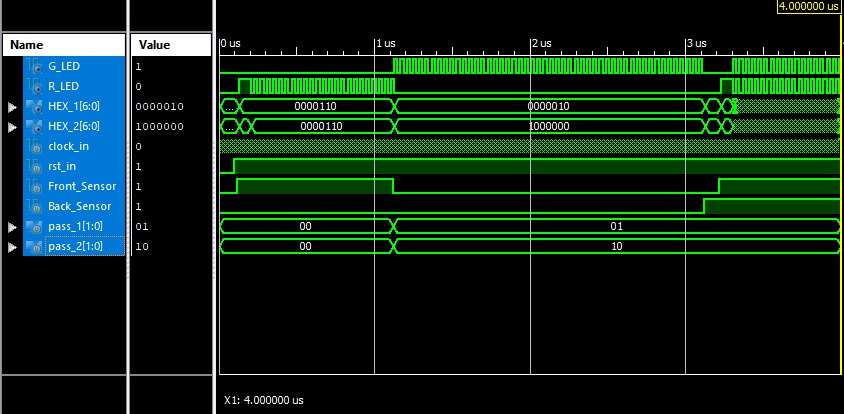 4.000000 us
Name Value
0 us 1 us 2 us 3 us
G_LED 1
R_LED 0
HEX_1[6:0] 0000010 ... 0000110 0000010
HEX_2[6:0] 1000000 ... 0000110 1000000
clock_in 0
rst_in 1
Front_Sensor 1
Back_Sensor 1
pass_1[1:0] 01 00 01
pass_2[1:0] 10 00 10
X1: 4.000000 us